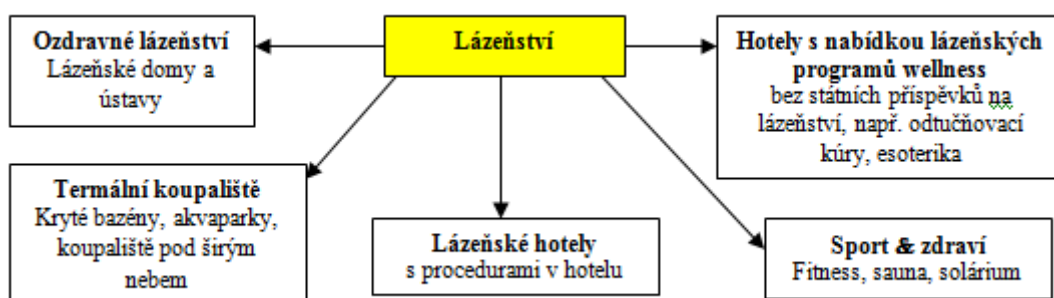 Ozdravné lázeňství
Lázeňské domy a
ústavy
Lázeňství
Hotely s nabídkou lázeňských
programů wellness
bez státních příspěvků na
lázeňství, např. odtučňovací
kúry, esoterika
Termální koupaliště
Kryté bazény, akvaparky,
koupaliště pod širým
nebem
Lázeňské hotely
s procedurami v hotelu
Sport & zdraví
Fitness, sauna, solárium